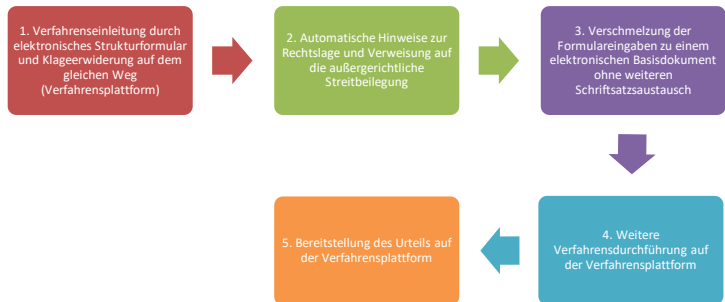 1. Verfahrenseinleitung durch
elektronisches Strukturformular
und Klageerwiderung auf dem
gleichen Weg
(Verfahrensplattform)
2. Automatische Hinweise zur
Rechtslage und Verweisung auf
die außergerichtliche
Streitbeilegung
3. Verschmelzung der
Formulareingaben zu einem
elektronischen Basisdokument
ohne weiteren
Schriftsatzaustausch
4. Weitere
Verfahrensdurchführung auf
der Verfahrensplattform
5. Bereitstellung des Urteils auf
der Verfahrensplattform